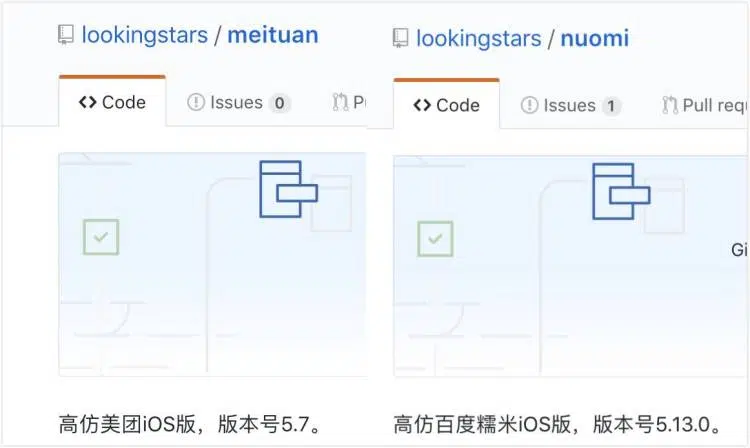 lookingstars / meituan
Code Issues 0
高仿美团iOS版，版本号5.7。
lookingstars / nuomi
Code Issues 1 Pull req
Gi
高仿百度糯米iOS版，版本号5.13.0。